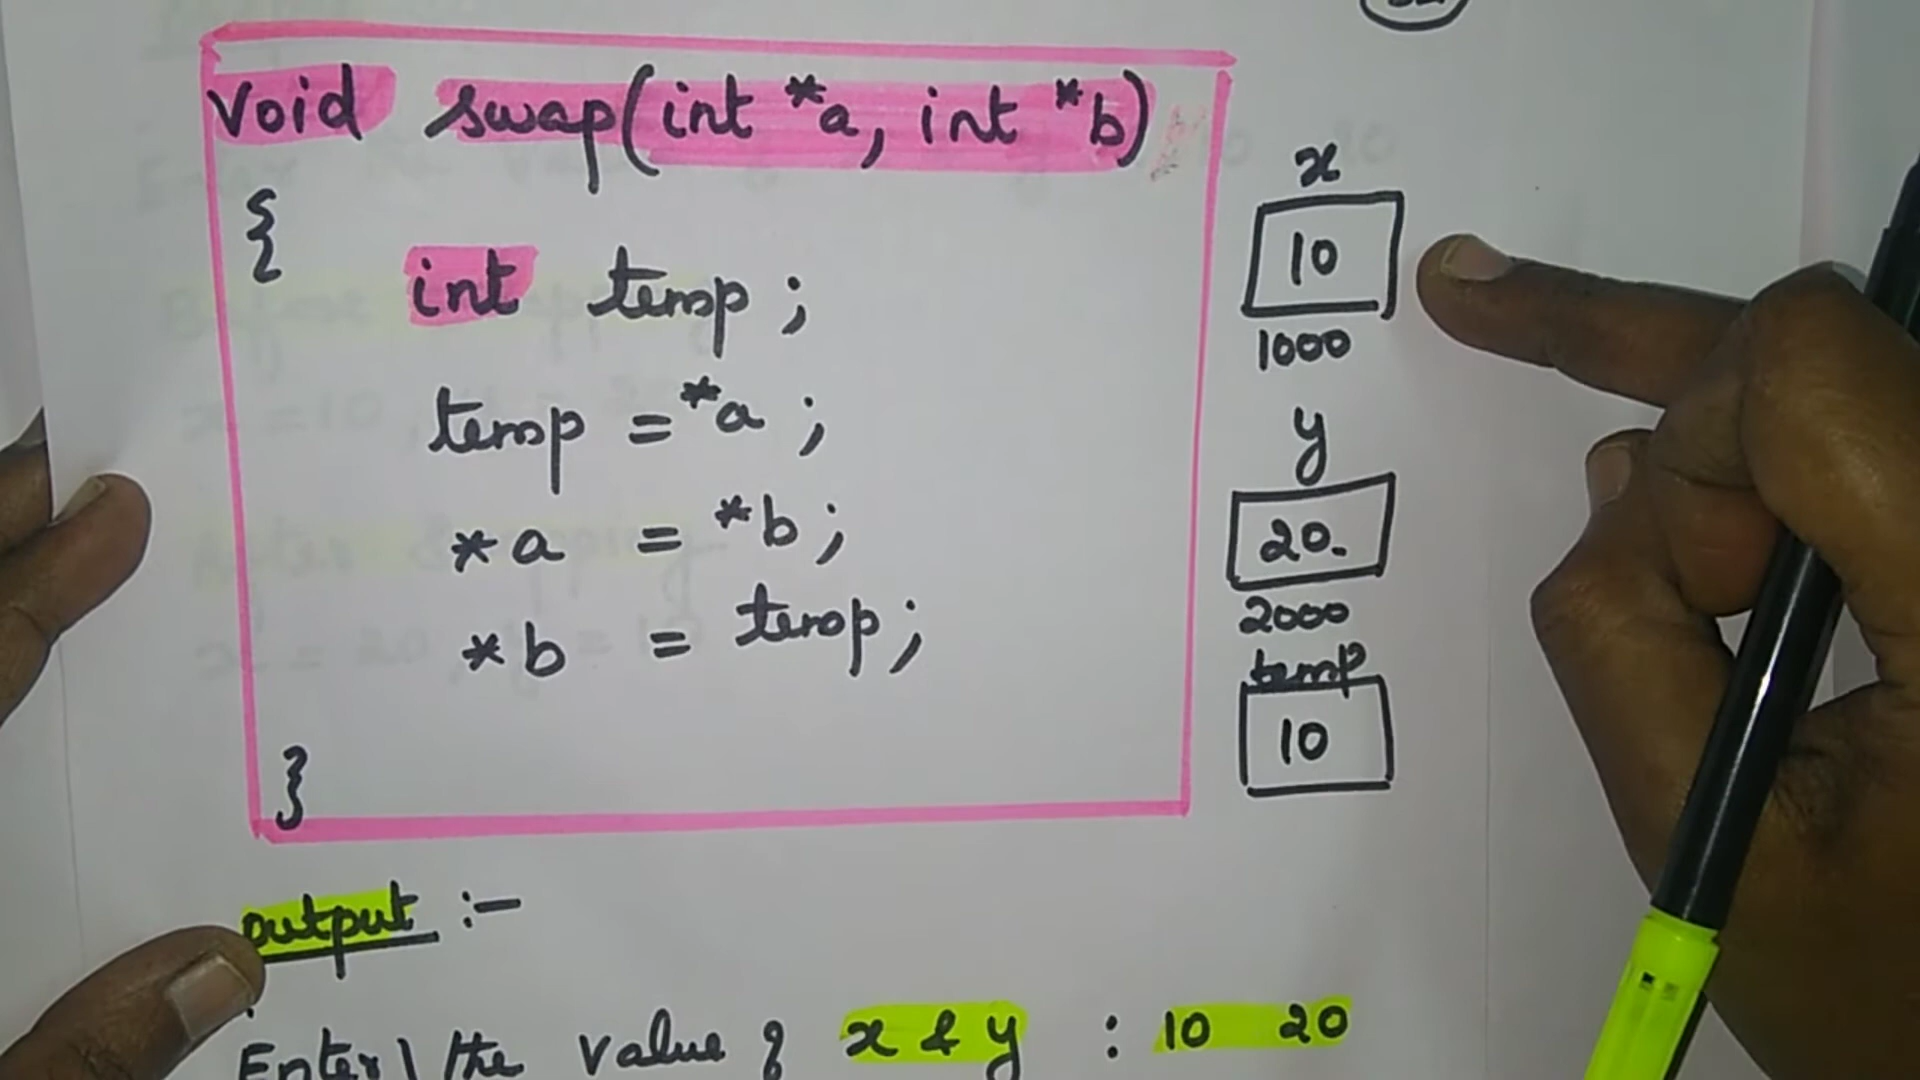 void swap(int *a, int *b)
{
int temp;
temp = *a;
*a = *b;
*b = temp;
}
x
10
1000
y
20.
2000
temp
10
output :-
Enter the value of x & y : 10 20